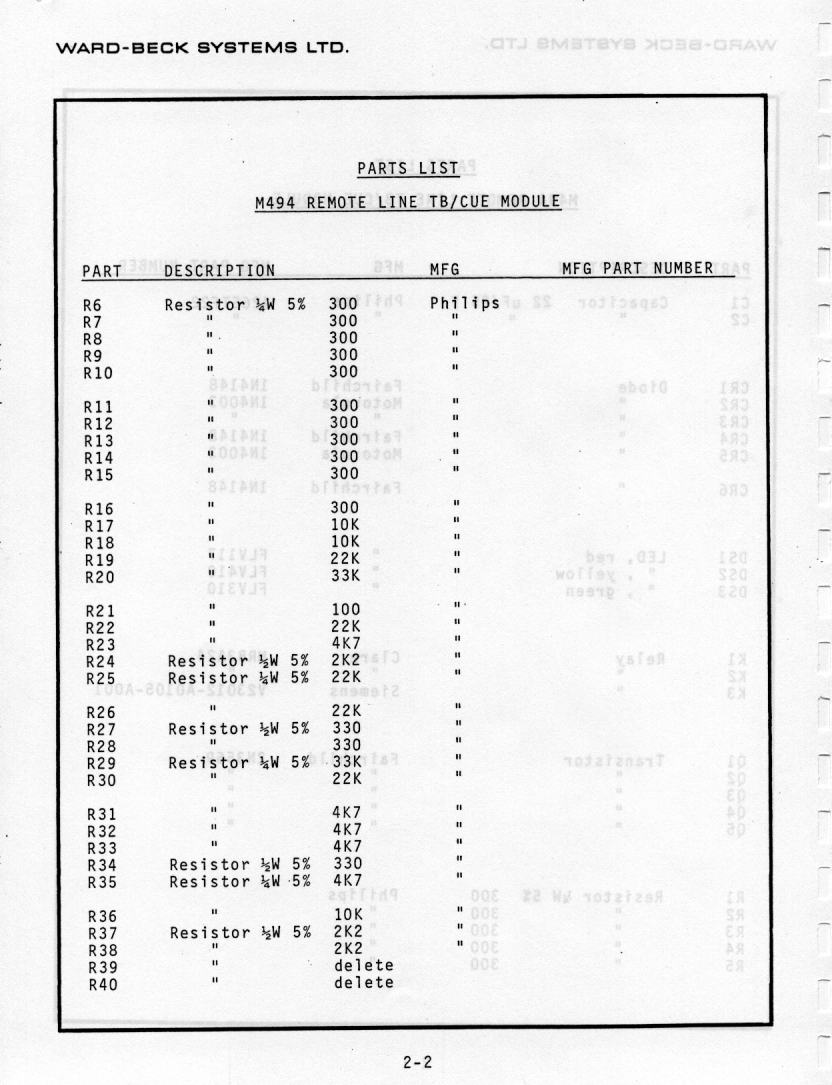 WARD-BECK SYSTEMS LTD.
PARTS LIST
M494 REMOTE LINE TB/CUE MODULE
PART DESCRIPTION MFG MFG PART NUMBER
R6 Resistor ¼W 5% 300 Philips
R7 " 300 "
R8 " 300 "
R9 " 300 "
R10 " 300 "
R11 " 300 "
R12 " 300 "
R13 " 300 "
R14 " 300 "
R15 " 300 "
R16 " 300 "
R17 " 10K "
R18 " 10K "
R19 " 22K "
R20 " 33K "
R21 " 100 "
R22 " 22K "
R23 " 4K7 "
R24 Resistor ½W 5% 2K2 "
R25 Resistor ¼W 5% 22K "
R26 " 22K "
R27 Resistor ½W 5% 330 "
R28 " 330 "
R29 Resistor ¼W 5% 33K "
R30 " 22K "
R31 " 4K7 "
R32 " 4K7 "
R33 " 4K7 "
R34 Resistor ½W 5% 330 "
R35 Resistor ¼W 5% 4K7 "
R36 " 10K "
R37 Resistor ½W 5% 2K2 "
R38 " 2K2 "
R39 " delete
R40 " delete
2-2